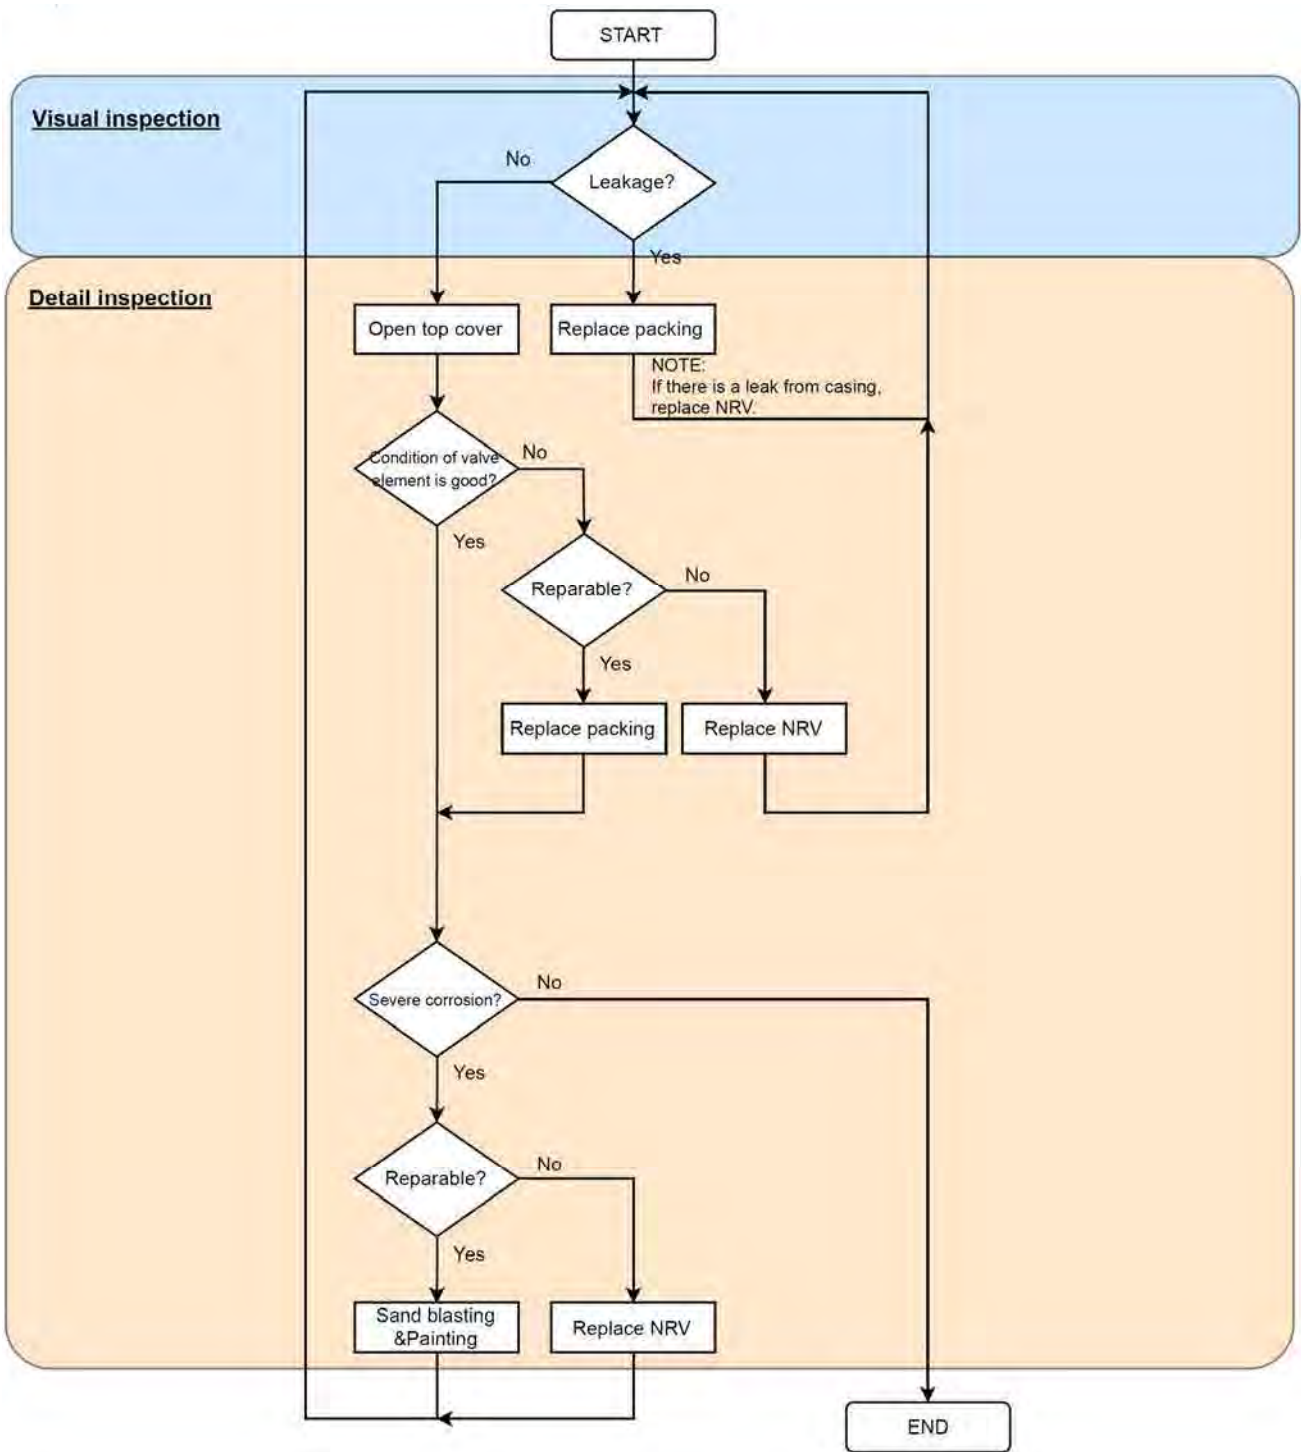 START
Visual inspection
No
Leakage?
Yes
Detail inspection
Open top cover
Replace packing
NOTE:
If there is a leak from casing,
replace NRV.
Condition of valve
element is good?
No
Yes
Reparable?
No
Yes
Replace packing
Replace NRV
Severe corrosion?
No
Yes
Reparable?
No
Yes
Sand blasting
&Painting
Replace NRV
END